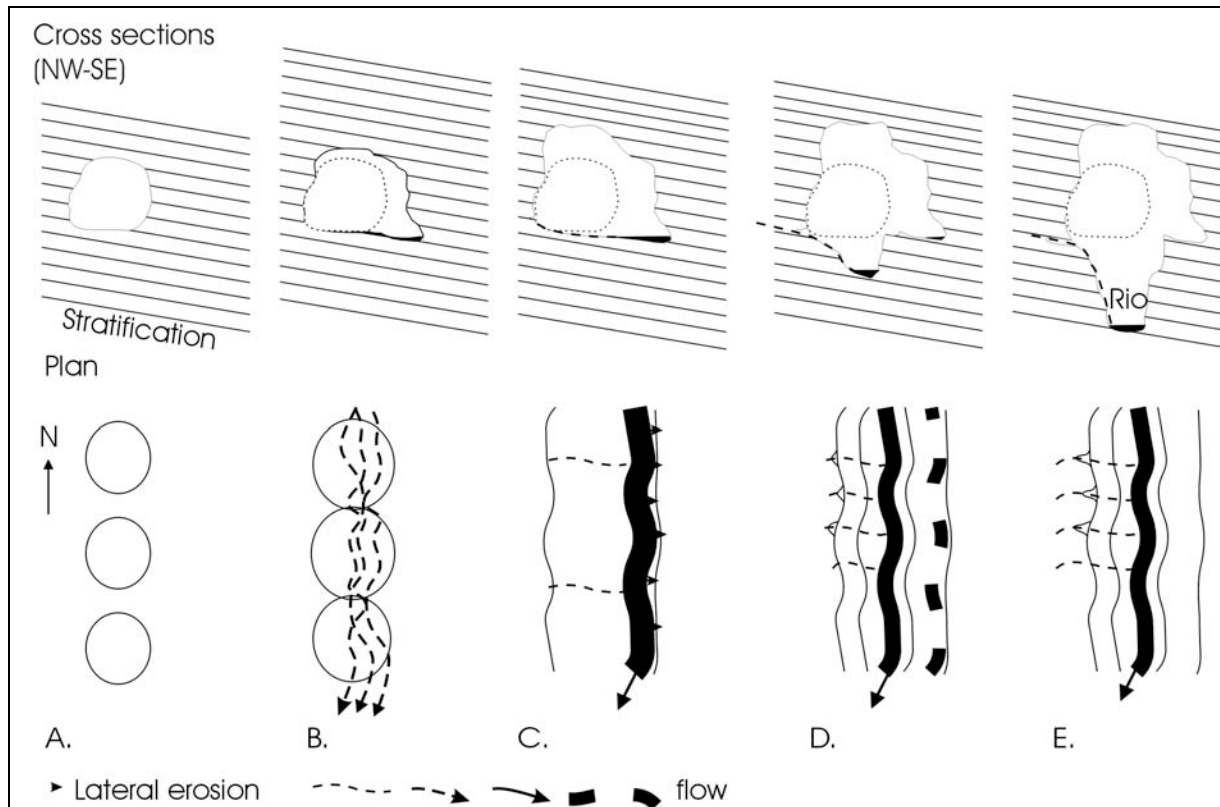 Cross sections
(NW-SE)
Stratification
Rio
Plan
N
A.
B.
C.
D.
E.
Lateral erosion
flow